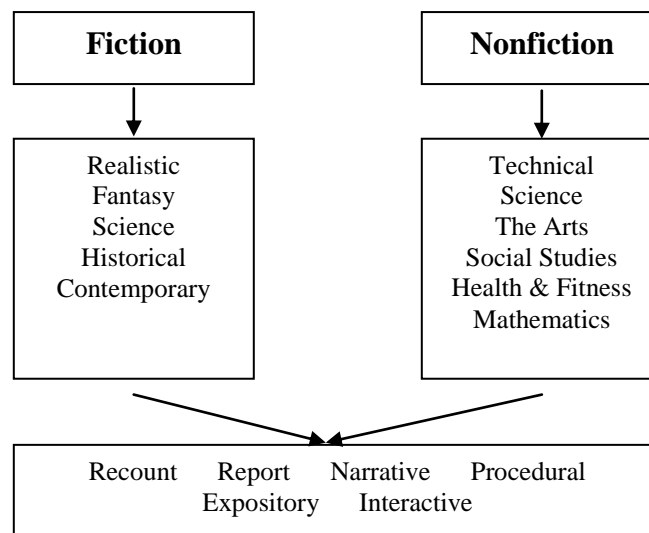 Fiction
Nonfiction
Realistic
Fantasy
Science
Historical
Contemporary
Technical
Science
The Arts
Social Studies
Health & Fitness
Mathematics
Recount Report Narrative Procedural
Expository Interactive